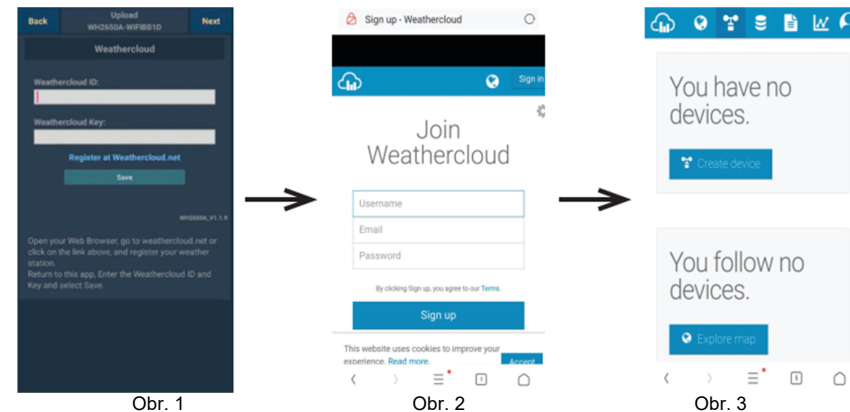 Back
Upload
WH2650A-WIFI8B1D
Next
Weathercloud
Weathercloud ID:
Weathercloud Key:
Register at Weathercloud.net
Save
WH2650A_V1.1.9
Open your Web Browser, go to weathercloud.net or
click on the link above, and register your weather
station.
Return to this app, Enter the Weathercloud ID and
Key and select Save.
Obr. 1
Sign up - Weathercloud
Sign in
Join
Weathercloud
Username
Email
Password
By clicking Sign up, you agree to our Terms.
Sign up
This website uses cookies to improve your
experience. Read more.
Accept
1
Obr. 2
You have no
devices.
Create device
You follow no
devices.
Explore map
1
Obr. 3